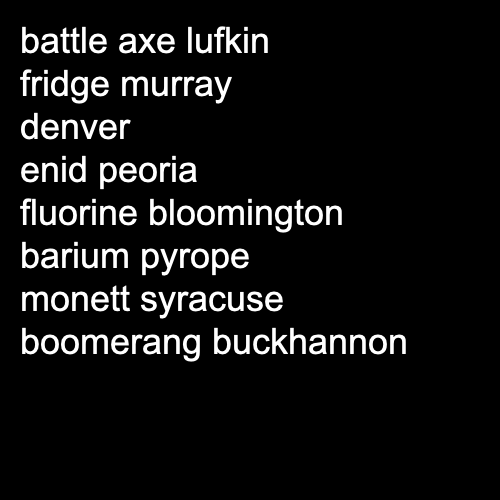 battle axe lufkin
fridge murray
denver
enid peoria
fluorine bloomington
barium pyrope
monett syracuse
boomerang buckhannon